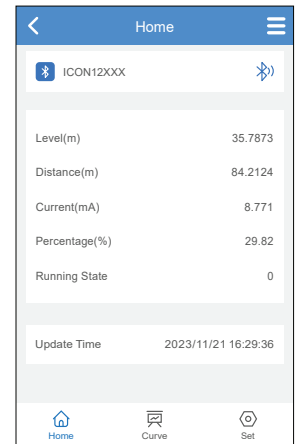 Home
ICON12XXX
Level(m) 35.7873
Distance(m) 84.2124
Current(mA) 8.771
Percentage(%) 29.82
Running State 0
Update Time 2023/11/21 16:29:36
Home Curve Set